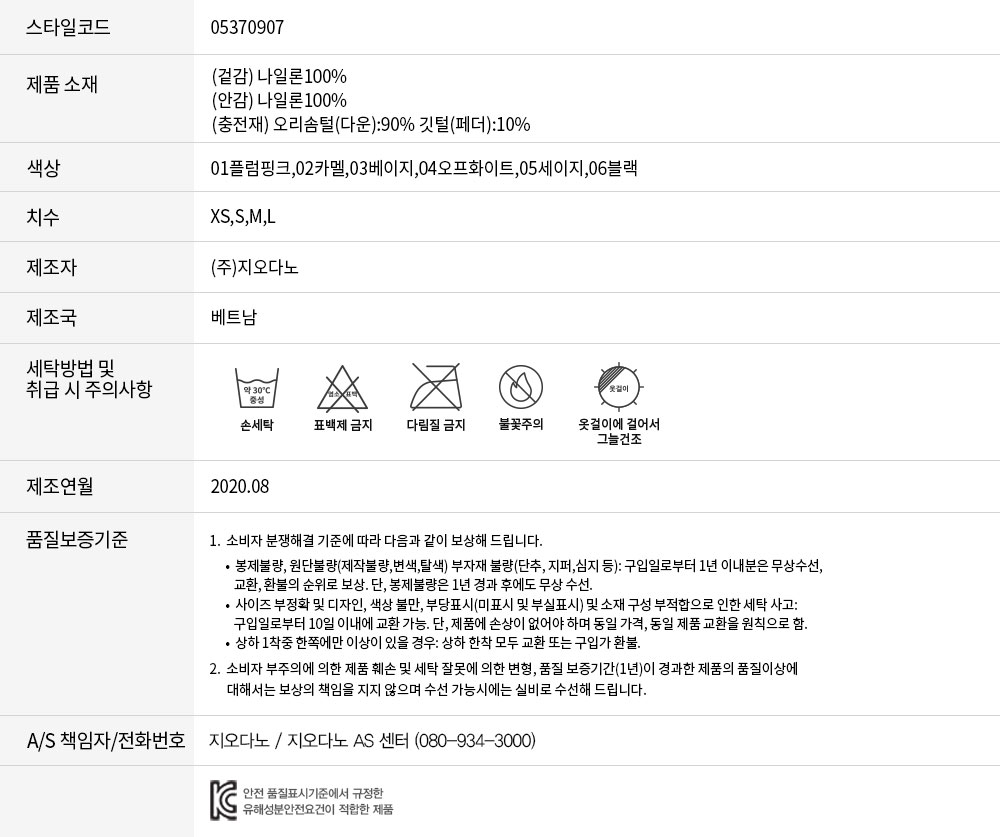 스타일코드 05370907
제품 소재
(겉감) 나일론100%
(안감) 나일론100%
(충전재) 오리솜털(다운):90% 깃털(페더):10%
색상 01플럼핑크,02카멜,03베이지,04오프화이트,05세이지,06블랙
치수 XS,S,M,L
제조자 (주)지오다노
제조국 베트남
세탁방법 및
취급 시 주의사항
약 30℃
중성
손세탁
염소 표백
표백제 금지
다림질 금지
불꽃주의
옷걸이
옷걸이에 걸어서
그늘건조
제조연월 2020.08
품질보증기준
1. 소비자 분쟁해결 기준에 따라 다음과 같이 보상해 드립니다.
• 봉제불량, 원단불량(제작불량,변색,탈색) 부자재 불량(단추, 지퍼,심지 등): 구입일로부터 1년 이내분은 무상수선,
교환, 환불의 순위로 보상. 단, 봉제불량은 1년 경과 후에도 무상 수선.
• 사이즈 부정확 및 디자인, 색상 불만, 부당표시(미표시 및 부실표시) 및 소재 구성 부적합으로 인한 세탁 사고:
구입일로부터 10일 이내에 교환 가능. 단, 제품에 손상이 없어야 하며 동일 가격, 동일 제품 교환을 원칙으로 함.
• 상하 1착중 한쪽에만 이상이 있을 경우: 상하 한착 모두 교환 또는 구입가 환불.
2. 소비자 부주의에 의한 제품 훼손 및 세탁 잘못에 의한 변형, 품질 보증기간(1년)이 경과한 제품의 품질이상에
대해서는 보상의 책임을 지지 않으며 수선 가능시에는 실비로 수선해 드립니다.
A/S 책임자/전화번호 지오다노 / 지오다노 AS 센터 (080-934-3000)
KC 안전 품질표시기준에서 규정한
유해성분안전요건이 적합한 제품